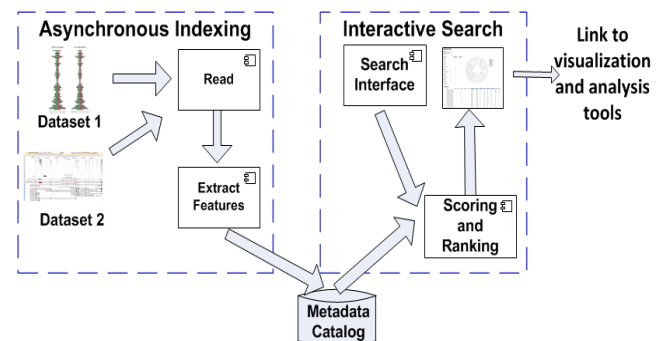 Asynchronous Indexing
Dataset 1
Dataset 2
Read
Extract
Features
Metadata
Catalog
Interactive Search
Search
Interface
Scoring
and
Ranking
Link to
visualization
and analysis
tools